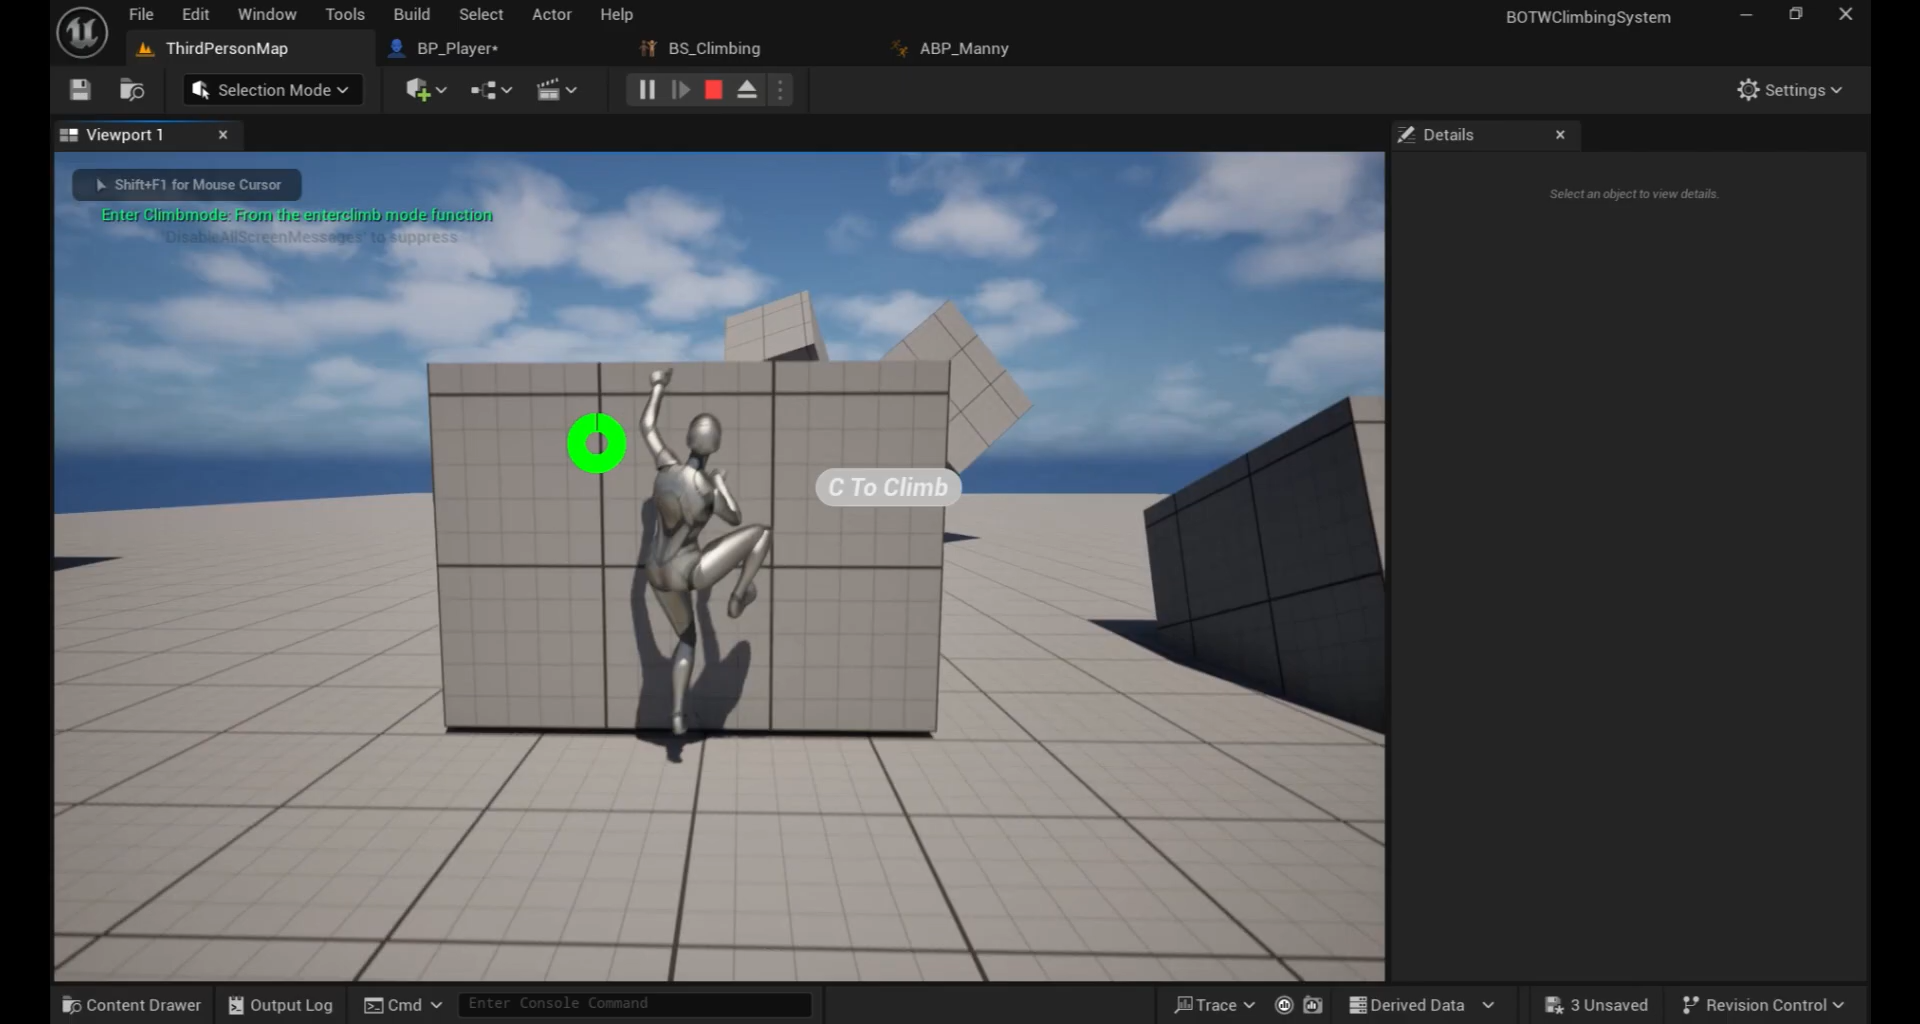 File Edit Window Tools Build Select Actor Help
BOTWClimbingSystem
ThirdPersonMap BP_Player* BS_Climbing ABP_Manny
Selection Mode Settings
Viewport 1 Details
Shift+F1 for Mouse Cursor
Select an object to view details.
Enter Climbmode: From the enterclimb mode function
'DisableAllScreenMessages' to suppress
C To Climb
Content Drawer Output Log Cmd Enter Console Command Trace Derived Data 3 Unsaved Revision Control